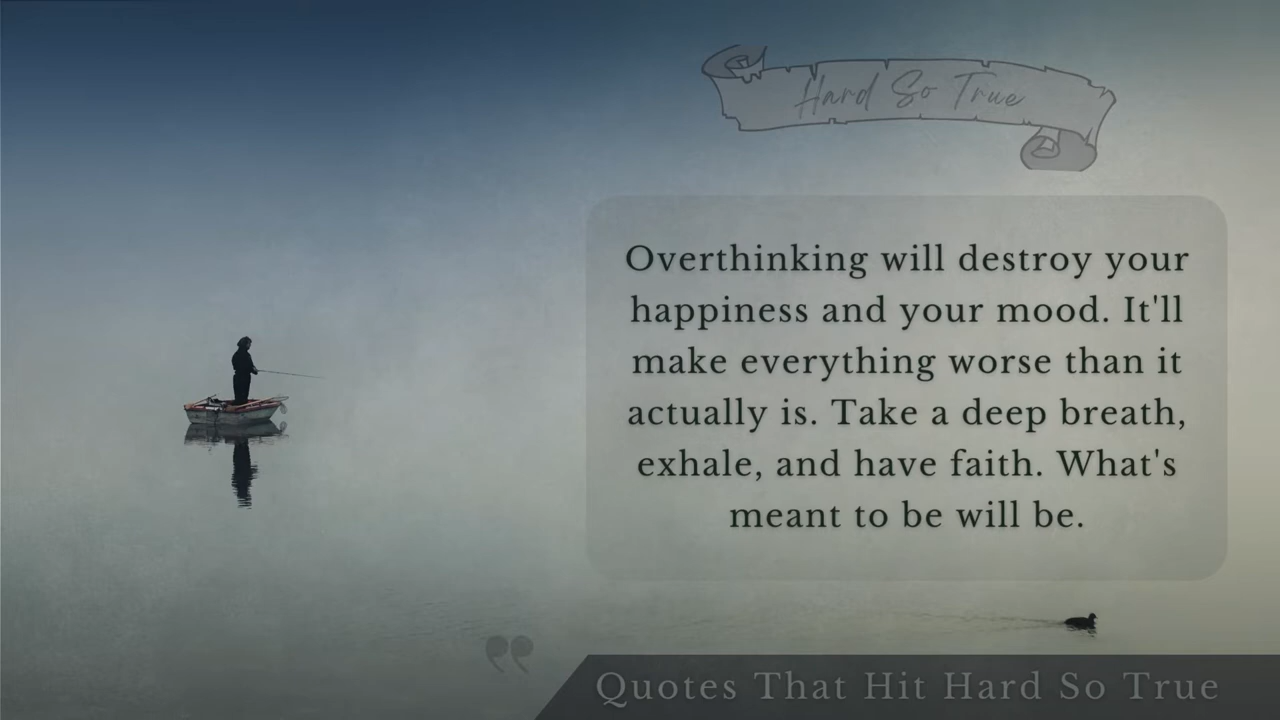 Hard So True
Overthinking will destroy your
happiness and your mood. It'll
make everything worse than it
actually is. Take a deep breath,
exhale, and have faith. What's
meant to be will be.
Quotes That Hit Hard So True